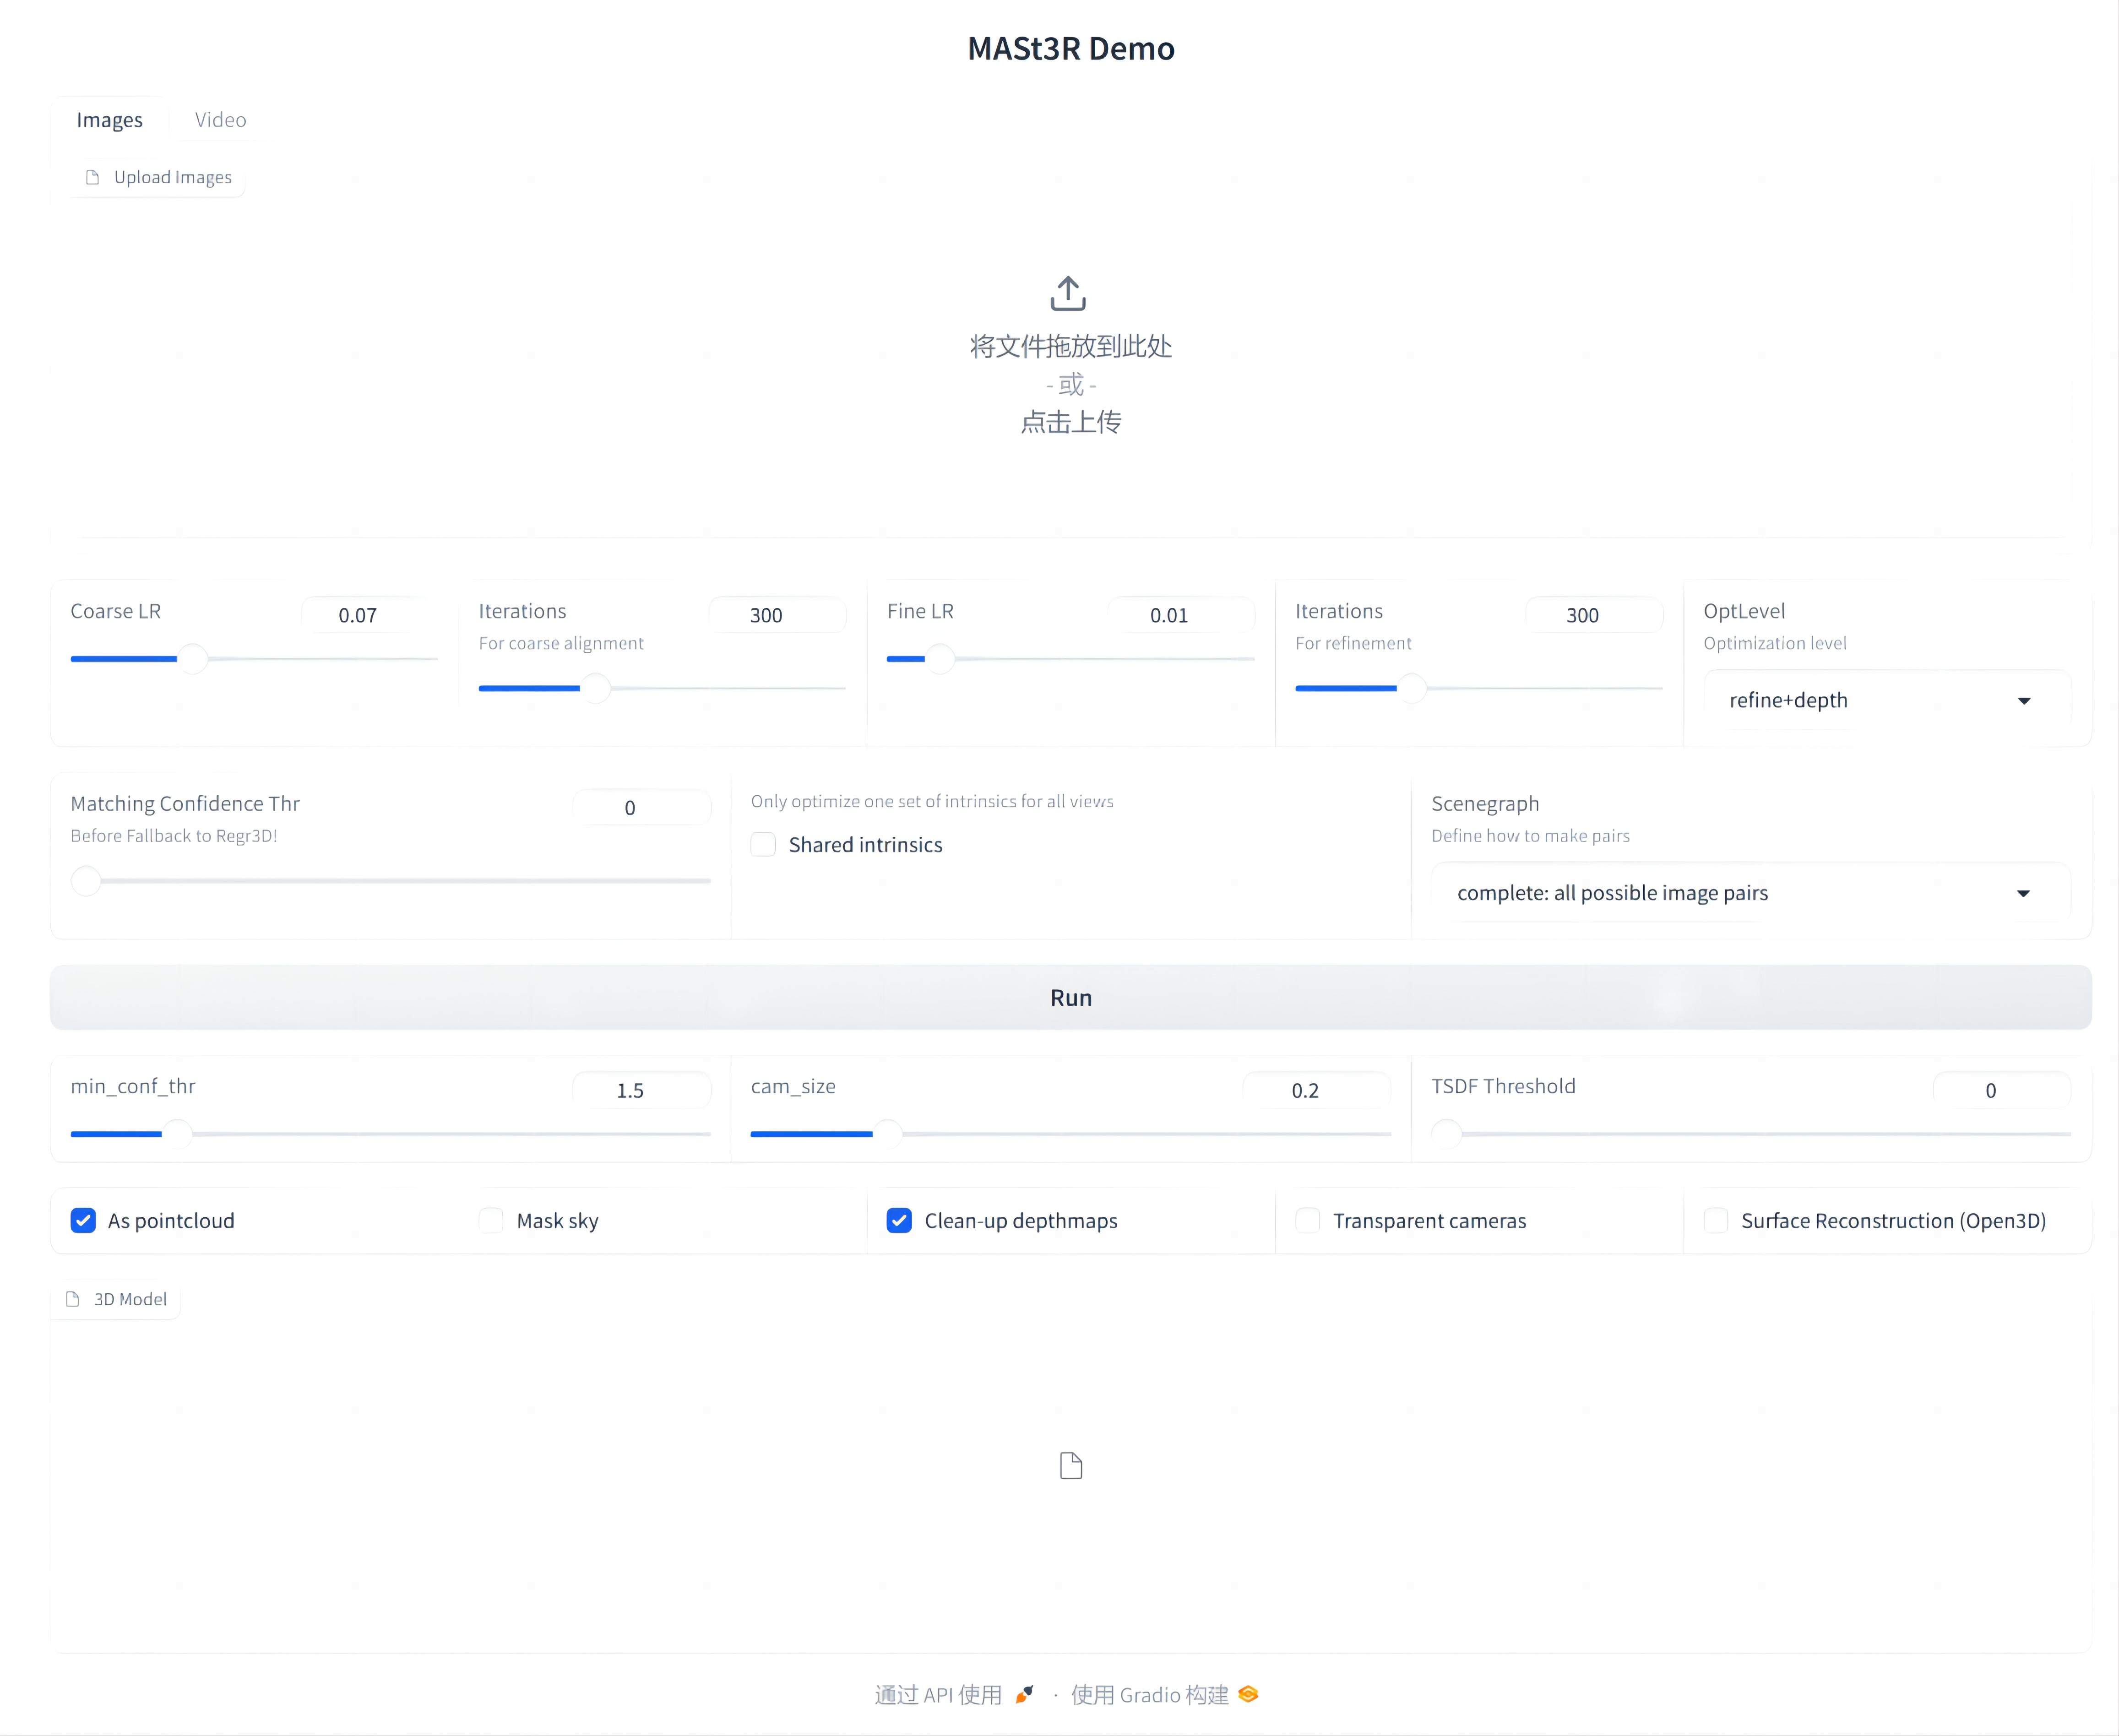 MASt3R Demo
Images
Video
Upload Images
将文件拖放到此处
- 或 -
点击上传
Coarse LR
0.07
Iterations
300
For coarse alignment
Fine LR
0.01
Iterations
300
For refinement
OptLevel
Optimization level
refine+depth
Matching Confidence Thr
0
Before Fallback to Regr3D!
Only optimize one set of intrinsics for all views
Shared intrinsics
Scenegraph
Define how to make pairs
complete: all possible image pairs
Run
min_conf_thr
1.5
cam_size
0.2
TSDF Threshold
0
As pointcloud
Mask sky
Clean-up depthmaps
Transparent cameras
Surface Reconstruction (Open3D)
3D Model
通过 API 使用 · 使用 Gradio 构建